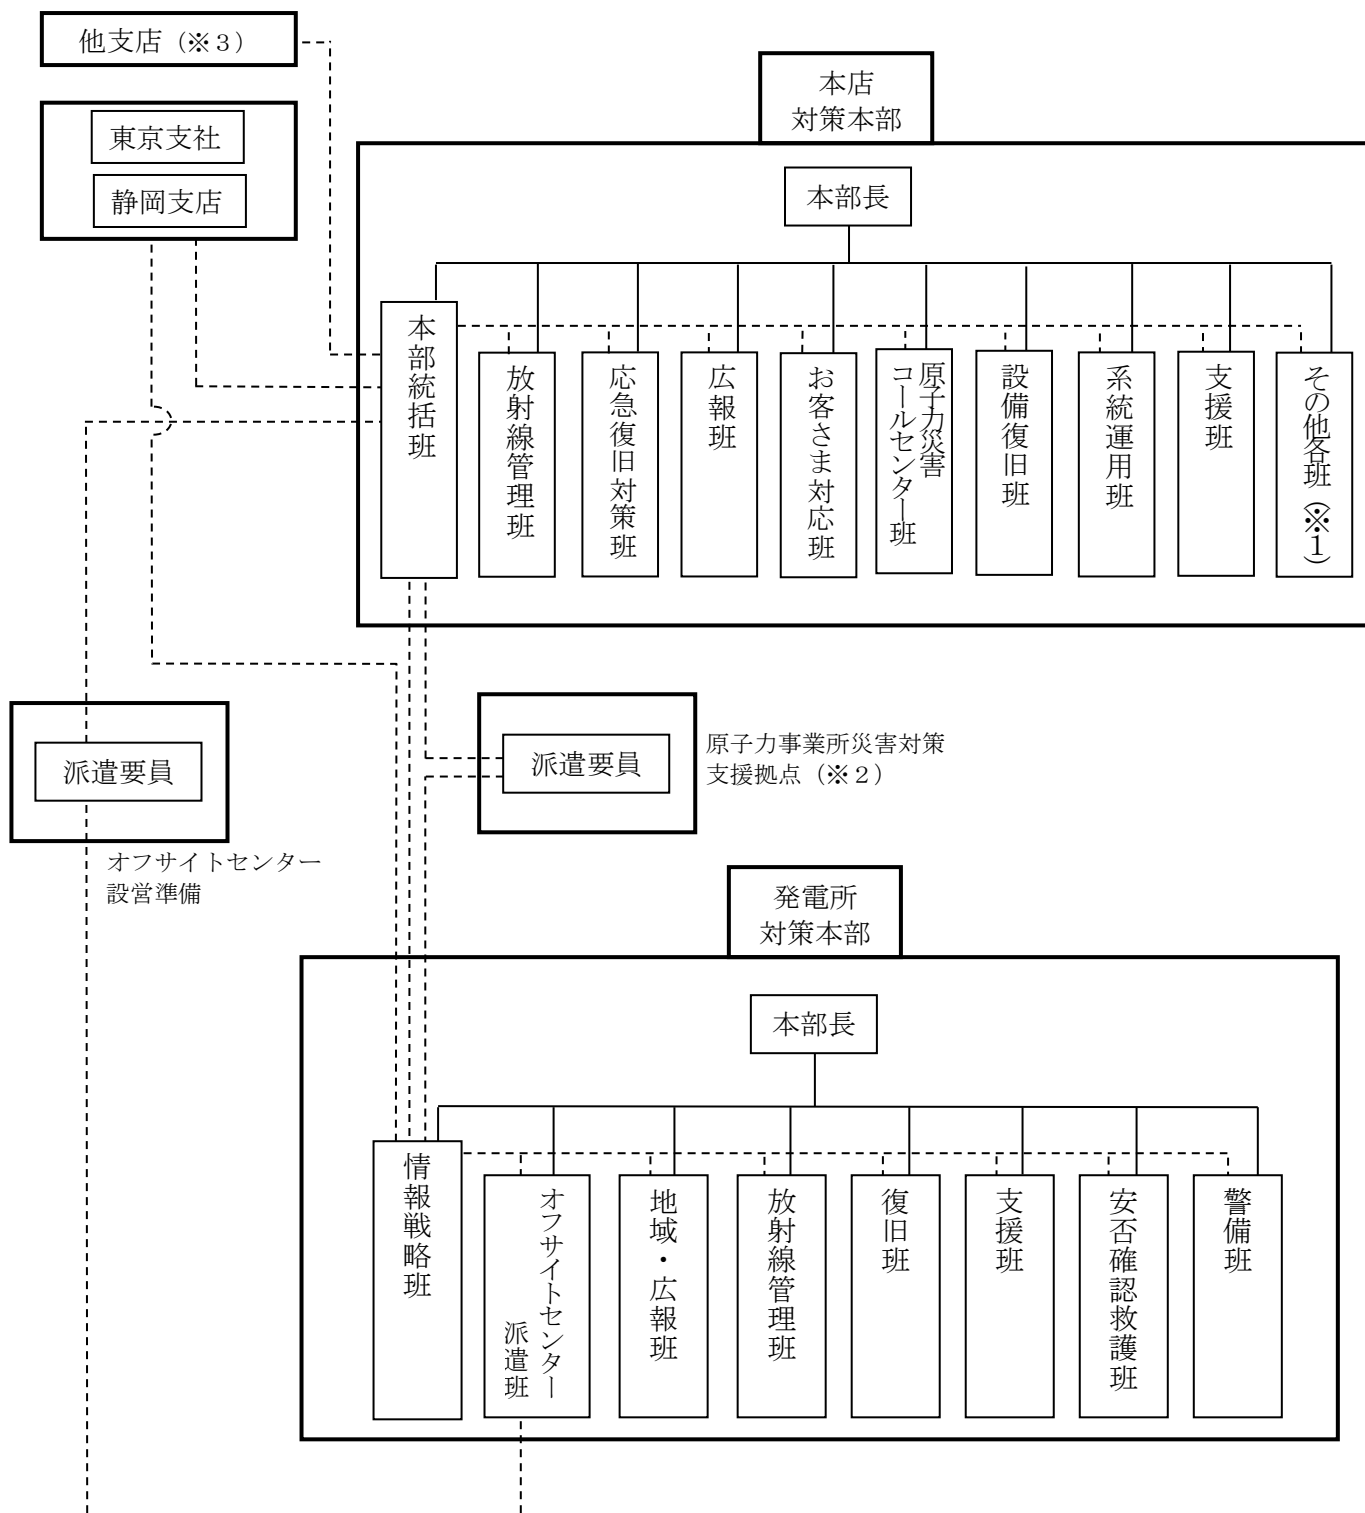 他支店（※３）
東京支社
静岡支店
本店
対策本部
本部長
本部統括班
放射線管理班
応急復旧対策班
広報班
お客さま対応班
原子力災害
コールセンター班
設備復旧班
系統運用班
支援班
その他各班（※１）
派遣要員
オフサイトセンター
設営準備
派遣要員
原子力事業所災害対策
支援拠点（※２）
発電所
対策本部
本部長
情報戦略班
オフサイトセンター
派遣班
地域・広報班
放射線管理班
復旧班
支援班
安否確認救護班
警備班